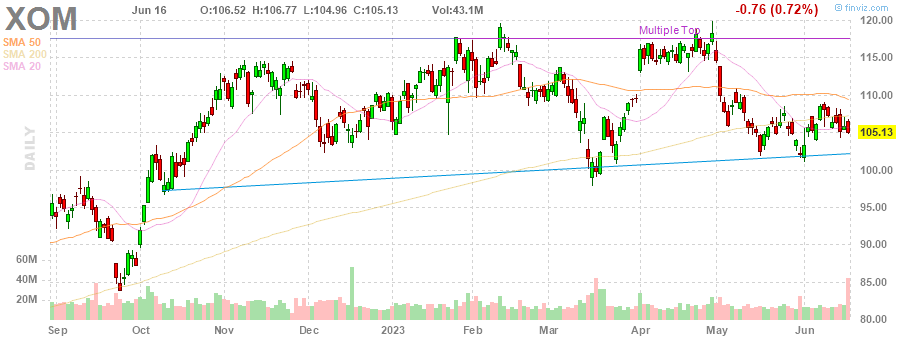 XOM Jun 16 O:106.52 H:106.77 L:104.96 C:105.13 Vol:43.1M -0.76 (0.72%) © finviz.com
SMA 50
SMA 200
SMA 20
Multiple Top
DAILY
120.00
115.00
110.00
105.13
100.00
95.00
90.00
85.00
80.00
60M
40M
20M
Sep Oct Nov Dec 2023 Feb Mar Apr May Jun